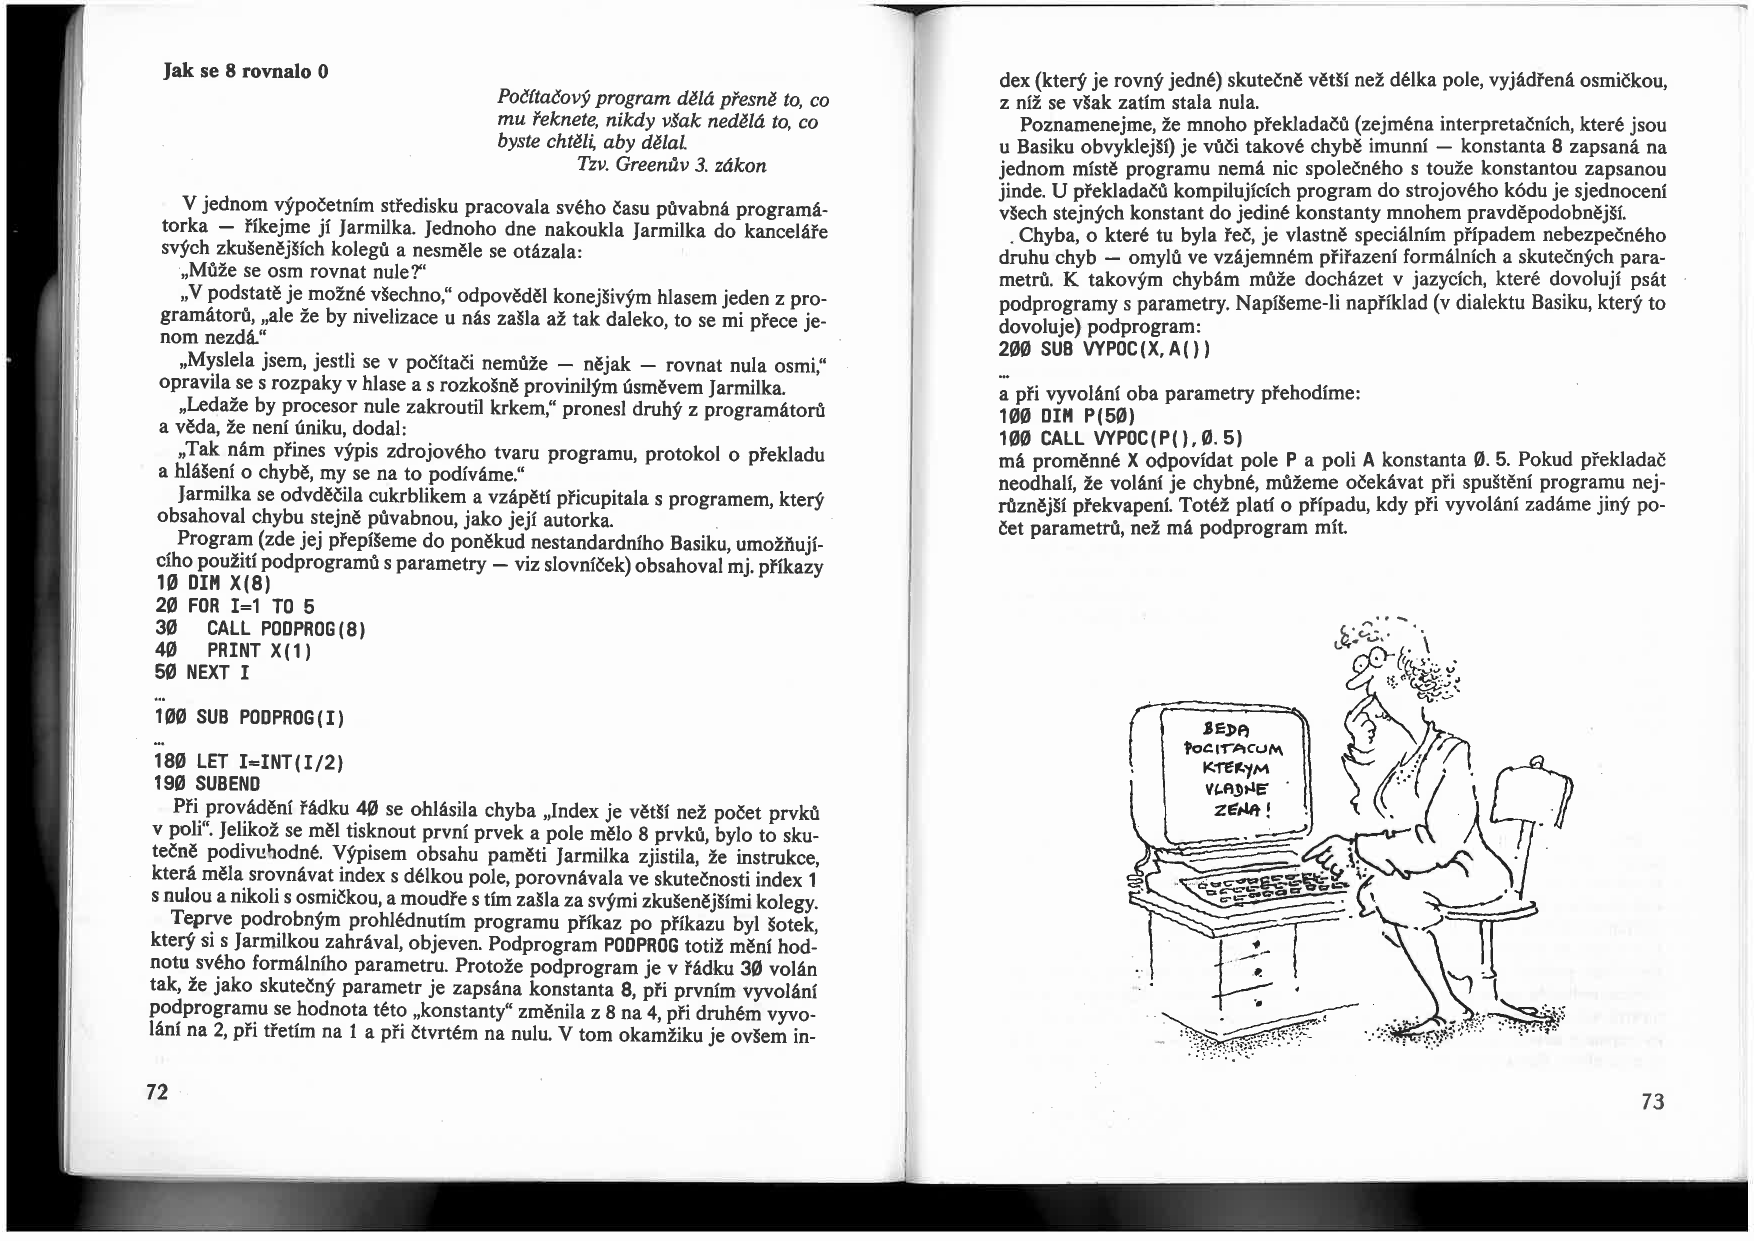 Jak se 8 rovnalo 0
Počítačový program dělá přesně to, co
mu řeknete, nikdy však nedělá to, co
byste chtěli, aby dělal.
Tzv. Greenův 3. zákon
V jednom výpočetním středisku pracovala svého času půvabná programá-
torka — říkejme jí Jarmilka. Jednoho dne nakoukla Jarmilka do kanceláře
svých zkušenějších kolegů a nesměle se otázala:
„Může se osm rovnat nule?“
„V podstatě je možné všechno,“ odpověděl konejšivým hlasem jeden z pro-
gramátorů, „ale že by nivelizace u nás zašla až tak daleko, to se mi přece je-
nom nezdá.“
„Myslela jsem, jestli se v počítači nemůže — nějak — rovnat nula osmi,“
opravila se s rozpaky v hlase a s rozkošně provinilým úsměvem Jarmilka.
„Ledaže by procesor nule zakroutil krkem,“ pronesl druhý z programátorů
a věda, že není úniku, dodal:
„Tak nám přines výpis zdrojového tvaru programu, protokol o překladu
a hlášení o chybě, my se na to podíváme.“
Jarmilka se odvděčila cukrblikem a vzápětí přicupitala s programem, který
obsahoval chybu stejně půvabnou, jako její autorka.
Program (zde jej přepíšeme do poněkud nestandardního Basiku, umožňují-
cího použití podprogramů s parametry — viz slovníček) obsahoval mj. příkazy
10 DIM X(8)
20 FOR I=1 TO 5
30 CALL PODPROG(8)
40 PRINT X(1)
50 NEXT I
...
100 SUB PODPROG(I)
...
180 LET I=INT(I/2)
190 SUBEND
Při provádění řádku 40 se ohlásila chyba „Index je větší než počet prvků
v poli“. Jelikož se měl tisknout první prvek a pole mělo 8 prvků, bylo to sku-
tečně podivuhodné. Výpisem obsahu paměti Jarmilka zjistila, že instrukce,
která měla srovnávat index s délkou pole, porovnávala ve skutečnosti index 1
s nulou a nikoli s osmičkou, a moudře s tím zašla za svými zkušenějšími kolegy.
Teprve podrobným prohlédnutím programu příkaz po příkazu byl šotek,
který si s Jarmilkou zahrával, objeven. Podprogram PODPROG totiž mění hod-
notu svého formálního parametru. Protože podprogram je v řádku 30 volán
tak, že jako skutečný parametr je zapsána konstanta 8, při prvním vyvolání
podprogramu se hodnota této „konstanty“ změnila z 8 na 4, při druhém vyvo-
lání na 2, při třetím na 1 a při čtvrtém na nulu. V tom okamžiku je ovšem in-
72
dex (který je rovný jedné) skutečně větší než délka pole, vyjádřená osmičkou,
z níž se však zatím stala nula.
Poznamenejme, že mnoho překladačů (zejména interpretačních, které jsou
u Basiku obvyklejší) je vůči takové chybě imunní — konstanta 8 zapsaná na
jednom místě programu nemá nic společného s touže konstantou zapsanou
jinde. U překladačů kompilujících program do strojového kódu je sjednocení
všech stejných konstant do jediné konstanty mnohem pravděpodobnější.
Chyba, o které tu byla řeč, je vlastně speciálním případem nebezpečného
druhu chyb — omylů ve vzájemném přiřazení formálních a skutečných para-
metrů. K takovým chybám může docházet v jazycích, které dovolují psát
podprogramy s parametry. Napíšeme-li například (v dialektu Basiku, který to
dovoluje) podprogram:
200 SUB VYPOC(X,A())
...
a při vyvolání oba parametry přehodíme:
100 DIM P(50)
100 CALL VYPOC(P(),0.5)
má proměnné X odpovídat pole P a poli A konstanta 0.5. Pokud překladač
neodhalí, že volání je chybné, můžeme očekávat při spuštění programu nej-
různější překvapení. Totéž platí o případu, kdy při vyvolání zadáme jiný po-
čet parametrů, než má podprogram mít.
BEDA
POCITACUM
KTERYM
VLADNE
ZENA!
73